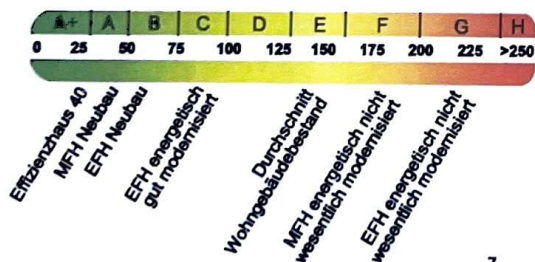 A+ A B C D E F G H
0 25 50 75 100 125 150 175 200 225 >250
Effizienzhaus 40
MFH Neubau
EFH Neubau
EFH energetisch
gut modernisiert
Durchschnitt
Wohngebäudebestand
MFH energetisch nicht
wesentlich modernisiert
EFH energetisch nicht
wesentlich modernisiert
7